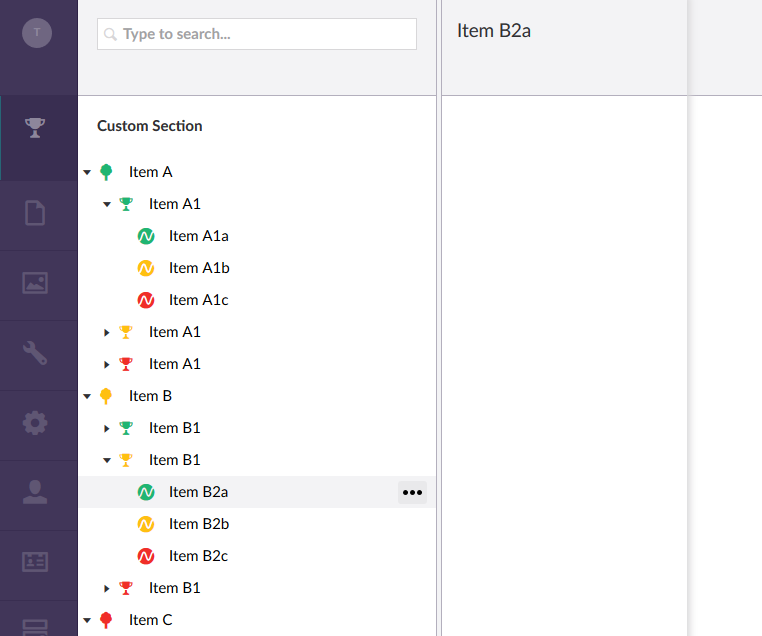 T
Type to search...
Item B2a
Custom Section
Item A
Item A1
Item A1a
Item A1b
Item A1c
Item A1
Item A1
Item B
Item B1
Item B1
Item B2a
Item B2b
Item B2c
Item B1
Item C